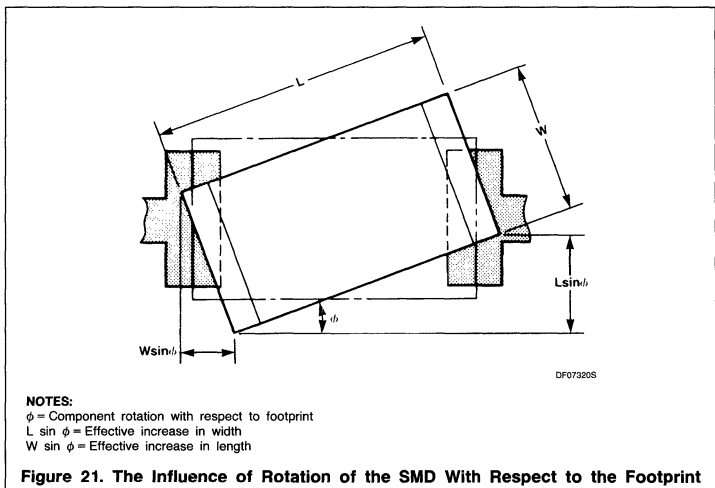 L
W
Lsinϕ
ϕ
Wsinϕ
DF07320S
NOTES:
ϕ = Component rotation with respect to footprint
L sin ϕ = Effective increase in width
W sin ϕ = Effective increase in length
Figure 21. The Influence of Rotation of the SMD With Respect to the Footprint